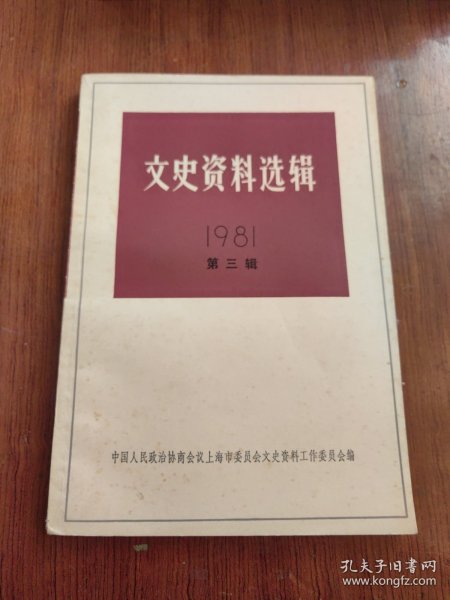 文史资料选辑
1981
第三辑
中国人民政治协商会议上海市委员会文史资料工作委员会编
孔夫子旧书网
www.kongfz.com